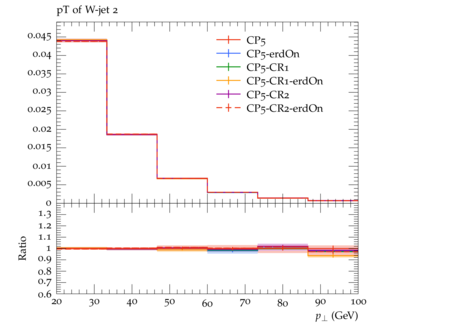 pT of W-jet 2
0.045
0.04
0.035
0.03
0.025
0.02
0.015
0.01
0.005
0
CP5
CP5-erdOn
CP5-CR1
CP5-CR1-erdOn
CP5-CR2
CP5-CR2-erdOn
1.3
1.2
1.1
1
0.9
0.8
0.7
0.6
Ratio
20 30 40 50 60 70 80 90 100
p⊥ (GeV)